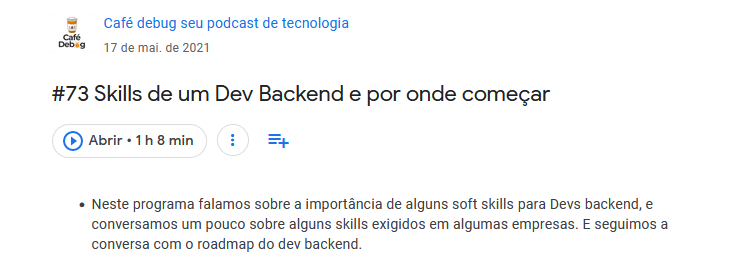 Café debug seu podcast de tecnologia
Café
Debug
17 de mai. de 2021
#73 Skills de um Dev Backend e por onde começar
Abrir • 1 h 8 min
• Neste programa falamos sobre a importância de alguns soft skills para Devs backend, e
conversamos um pouco sobre alguns skills exigidos em algumas empresas. E seguimos a
conversa com o roadmap do dev backend.